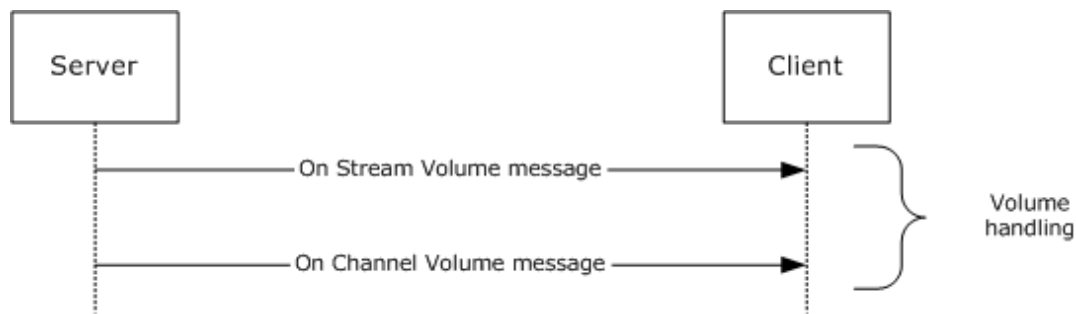 Server
Client
On Stream Volume message
Volume
handling
On Channel Volume message